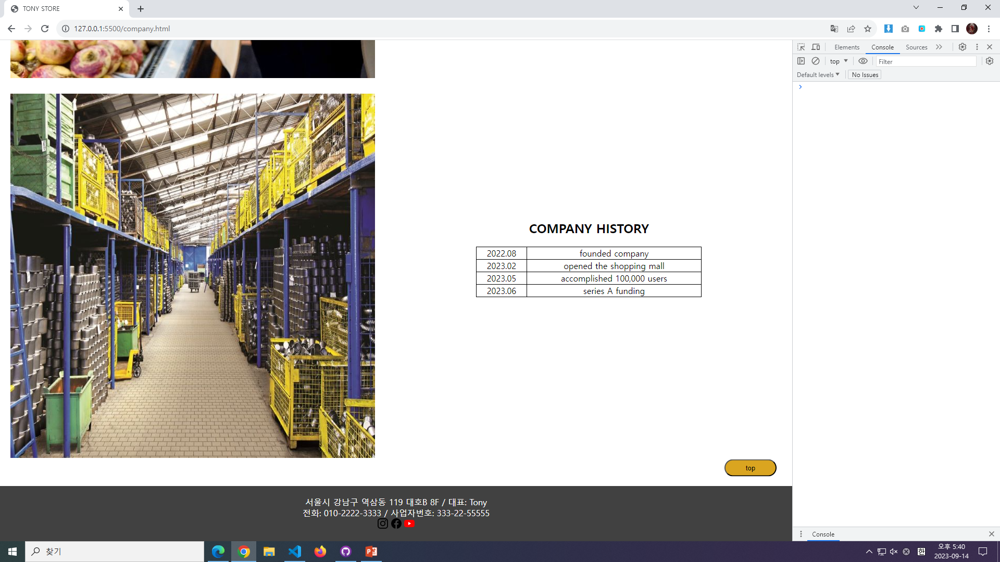 TONY STORE
127.0.0.1:5500/company.html
Elements Console Sources
top Filter
Default levels No Issues
COMPANY HISTORY
2022.08 founded company
2023.02 opened the shopping mall
2023.05 accomplished 100,000 users
2023.06 series A funding
top
서울시 강남구 역삼동 119 대호B 8F / 대표: Tony
전화: 010-2222-3333 / 사업자번호: 333-22-55555
Console
찾기
한
오후 5:40
2023-09-14